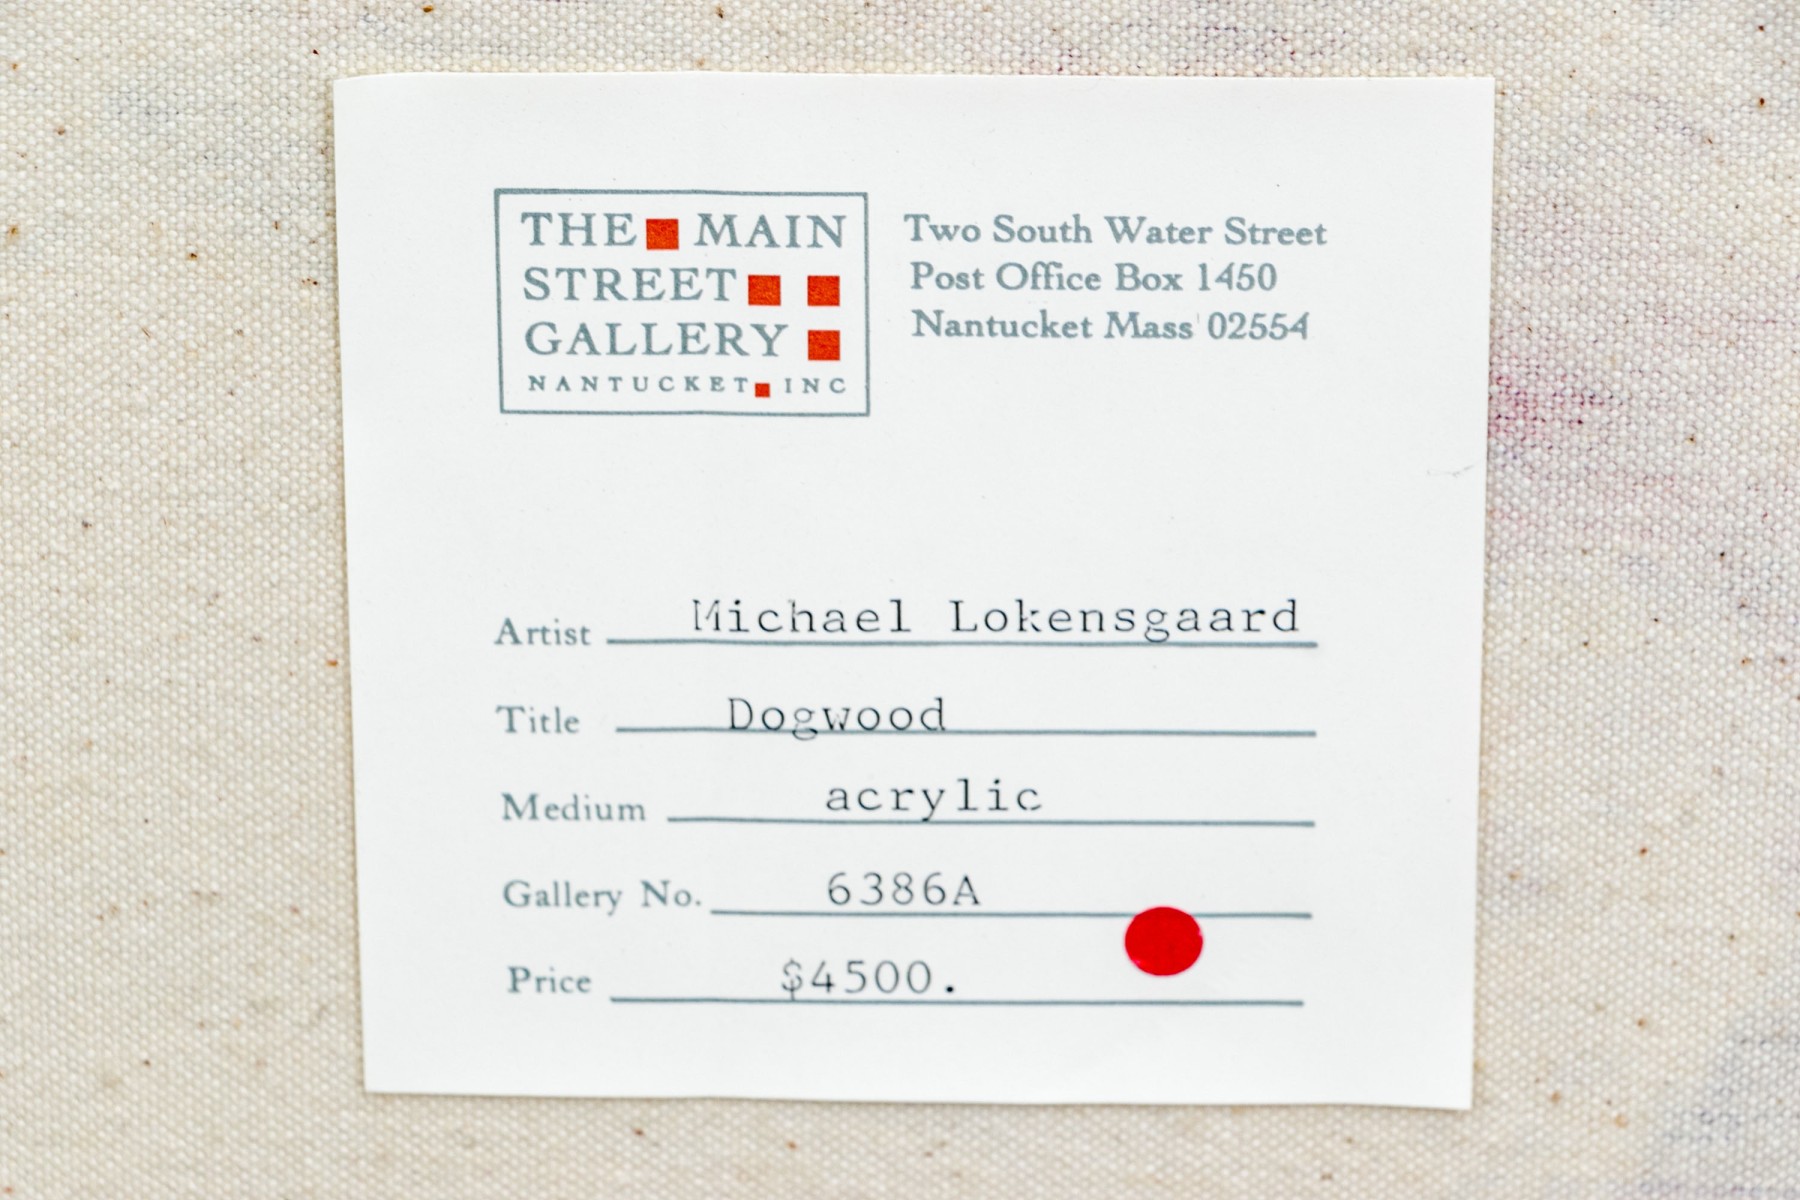 THE MAIN
STREET
GALLERY
NANTUCKET INC
Two South Water Street
Post Office Box 1450
Nantucket Mass 02554
Artist Michael Lokensgaard
Title Dogwood
Medium acrylic
Gallery No. 6386A
Price $4500.